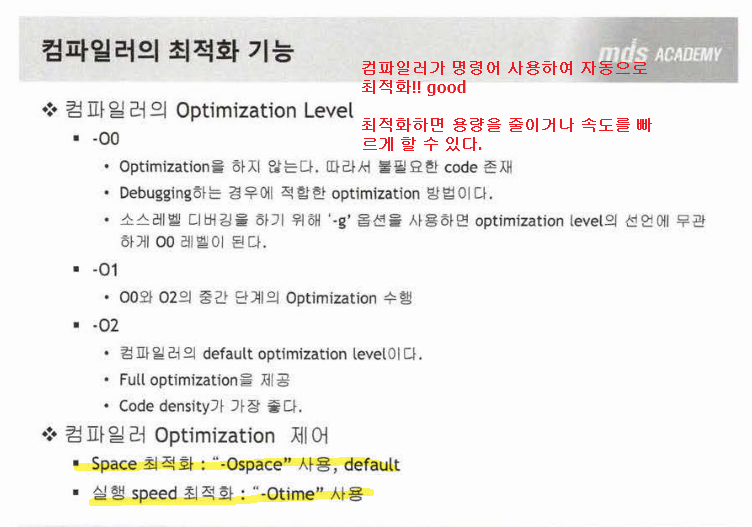 컴파일러의 최적화 기능
mds ACADEMY
컴파일러가 명령어 사용하여 자동으로
최적화!! good
최적화하면 용량을 줄이거나 속도를 빠
르게 할 수 있다.
❖ 컴파일러의 Optimization Level
▪ -O0
• Optimization을 하지 않는다. 따라서 불필요한 code 존재
• Debugging하는 경우에 적합한 optimization 방법이다.
• 소스레벨 디버깅을 하기 위해 '-g' 옵션을 사용하면 optimization level의 선언에 무관
하게 O0 레벨이 된다.
▪ -O1
• O0와 O2의 중간 단계의 Optimization 수행
▪ -O2
• 컴파일러의 default optimization level이다.
• Full optimization을 제공
• Code density가 가장 좋다.
❖ 컴파일러 Optimization 제어
▪ Space 최적화 : "-Ospace" 사용, default
▪ 실행 speed 최적화 : "-Otime" 사용